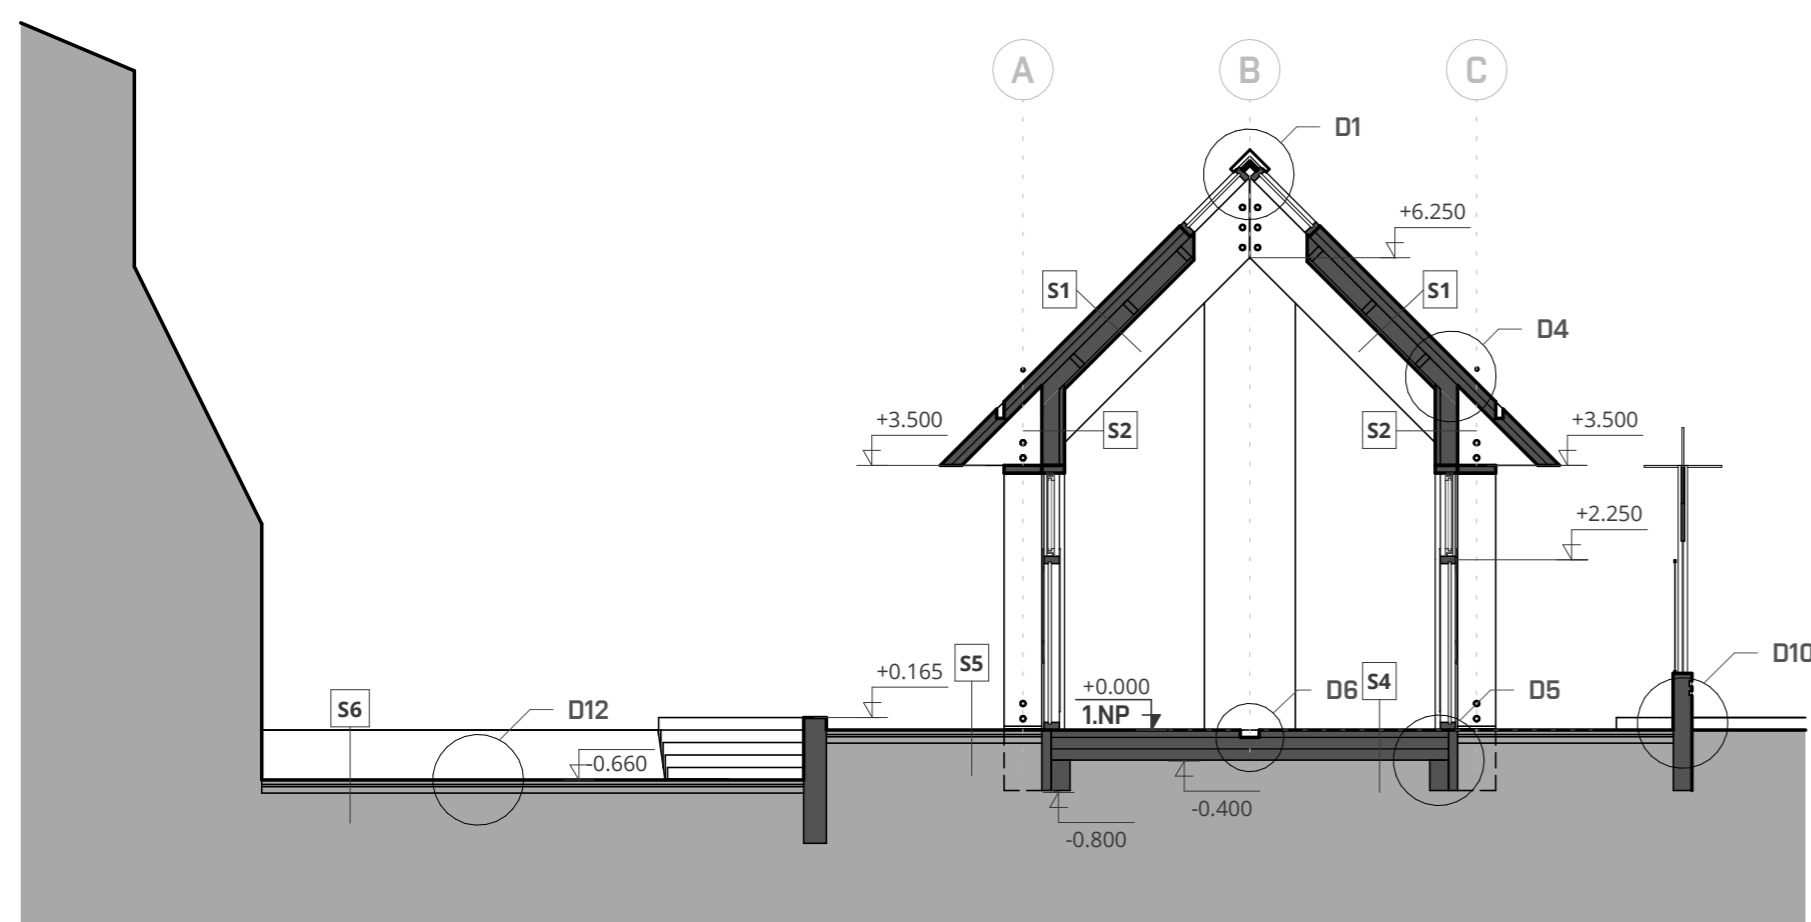 A
B
C
D1
+6.250
S1
S1
D4
+3.500
S2
S2
+3.500
+2.250
+0.165
S5
+0.000
1.NP
D6
S4
D5
D10
S6
D12
-0.660
-0.400
-0.800